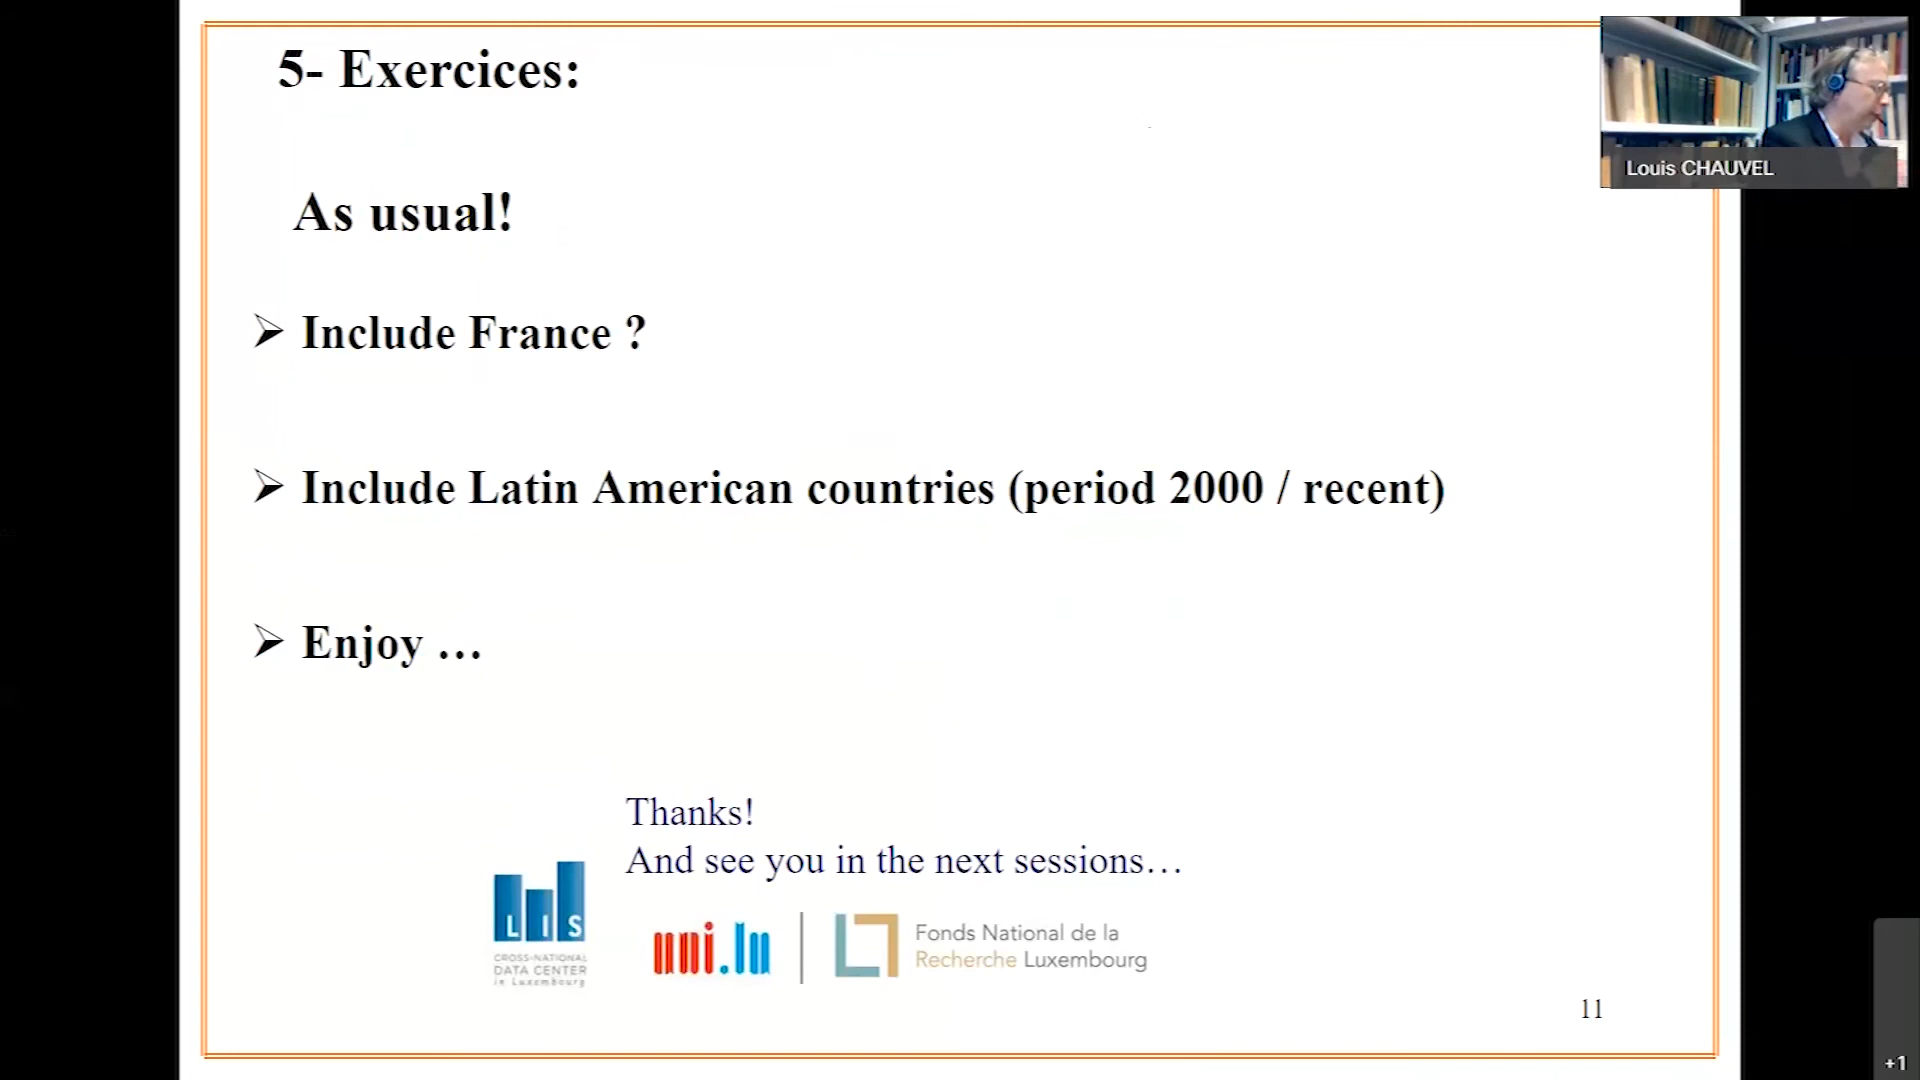 5- Exercices:
Louis CHAUVEL
As usual!
➢ Include France ?
➢ Include Latin American countries (period 2000 / recent)
➢ Enjoy …
Thanks!
And see you in the next sessions…
LIS
CROSS-NATIONAL
DATA CENTER
in Luxembourg
uni.lu
Fonds National de la
Recherche Luxembourg
11
+1